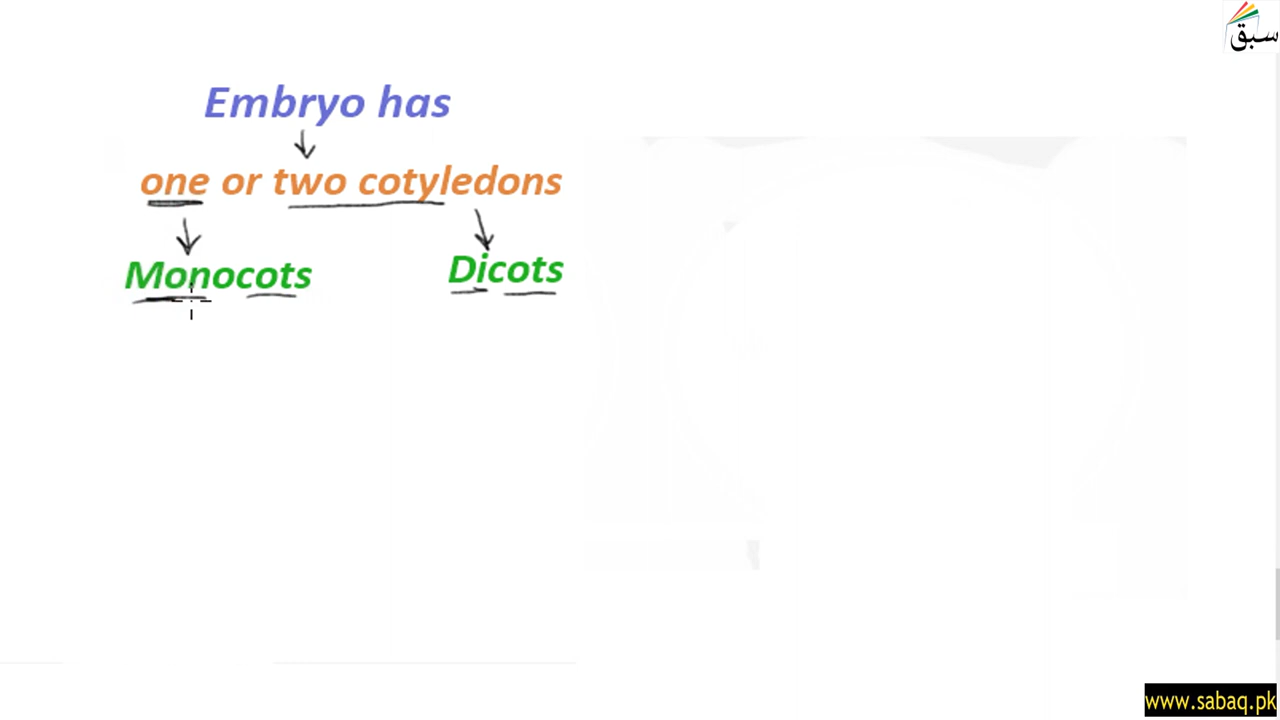 سبق
Embryo has
one or two cotyledons
Monocots Dicots
www.sabaq.pk